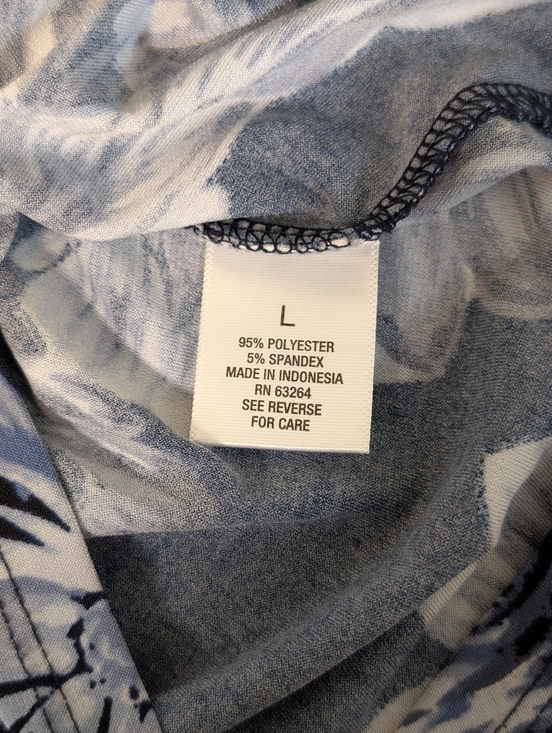 L
95% POLYESTER
5% SPANDEX
MADE IN INDONESIA
RN 63264
SEE REVERSE
FOR CARE